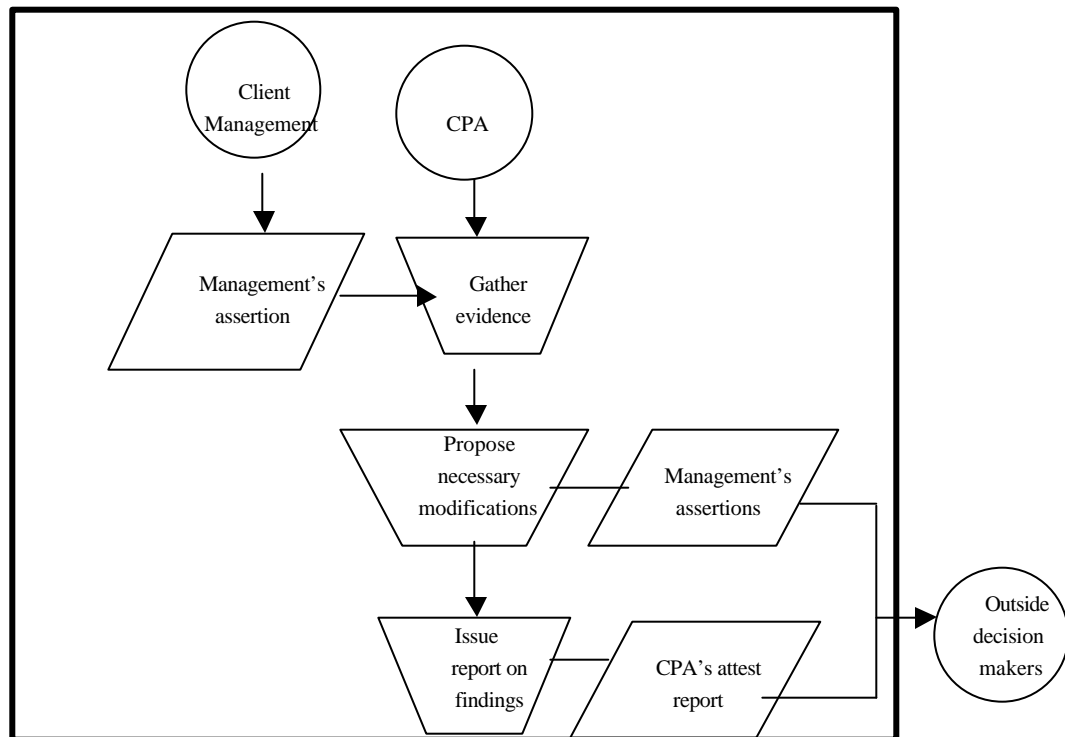 Client
Management
CPA
Management’s
assertion
Gather
evidence
Propose
necessary
modifications
Management’s
assertions
Issue
report on
findings
CPA’s attest
report
Outside
decision
makers